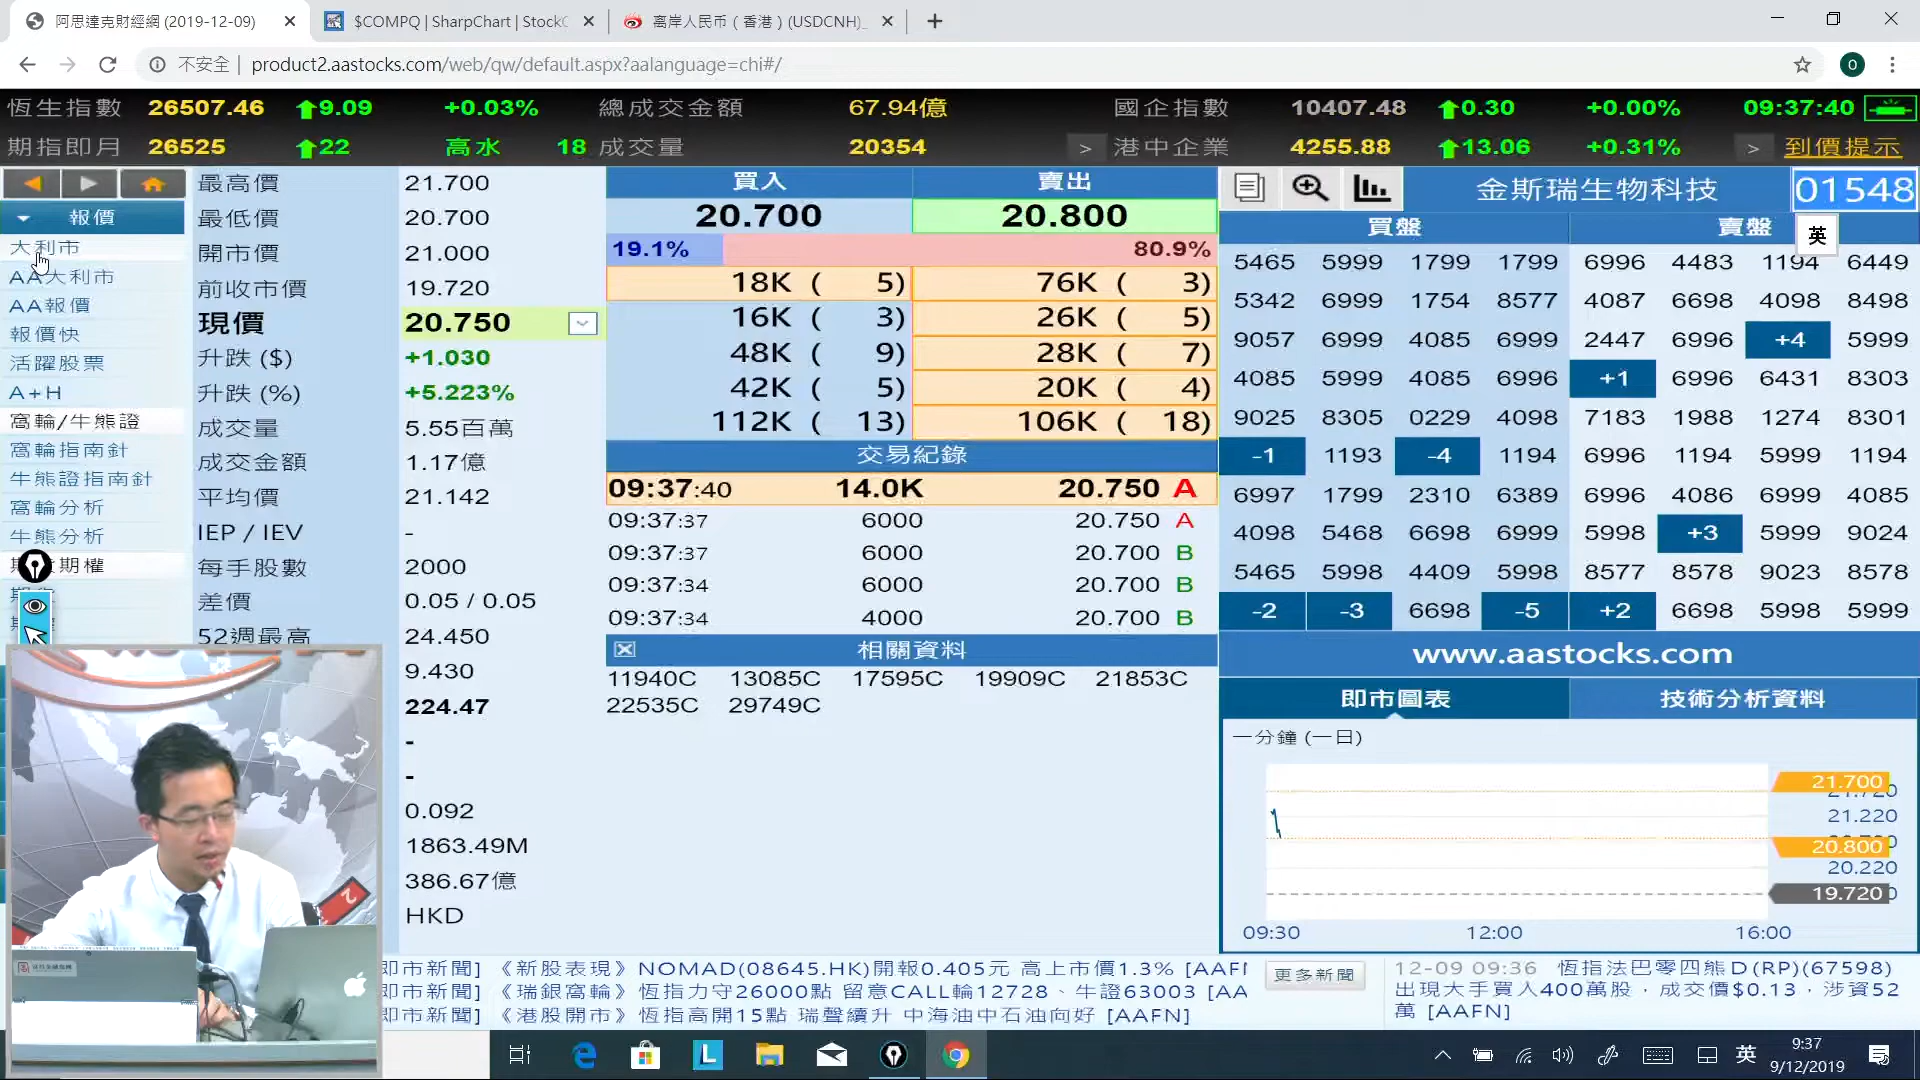 阿思達克財經網 (2019-12-09)
$COMPQ | SharpChart | StockC
离岸人民币 ( 香港 ) (USDCNH)_
不安全 | product2.aastocks.com/web/qw/default.aspx?aalanguage=chi#/
O
恆生指數 26507.46 9.09 +0.03% 總成交金額 67.94億 國企指數 10407.48 0.30 +0.00% 09:37:40
期指即月 26525 22 高水 18 成交量 20354 > 港中企業 4255.88 13.06 +0.31% > 到價提示
報價
大利市
AA大利市
AA報價
報價快
活躍股票
A+H
窩輪/牛熊證
窩輪指南針
牛熊證指南針
窩輪分析
牛熊分析
期權
最高價 21.700
最低價 20.700
開市價 21.000
前收市價 19.720
現價 20.750
升跌 ($) +1.030
升跌 (%) +5.223%
成交量 5.55百萬
成交金額 1.17億
平均價 21.142
IEP / IEV -
每手股數 2000
差價 0.05 / 0.05
52週最高 24.450
9.430
224.47
-
-
0.092
1863.49M
386.67億
HKD
買入 賣出
20.700 20.800
19.1% 80.9%
18K ( 5) 76K ( 3)
16K ( 3) 26K ( 5)
48K ( 9) 28K ( 7)
42K ( 5) 20K ( 4)
112K ( 13) 106K ( 18)
交易紀錄
09:37:40 14.0K 20.750 A
09:37:37 6000 20.750 A
09:37:37 6000 20.700 B
09:37:34 6000 20.700 B
09:37:34 4000 20.700 B
相關資料
11940C 13085C 17595C 19909C 21853C
22535C 29749C
金斯瑞生物科技 01548
買盤 賣盤 英
5465 5999 1799 1799 6996 4483 1194 6449
5342 6999 1754 8577 4087 6698 4098 8498
9057 6999 4085 6999 2447 6996 +4 5999
4085 5999 4085 6996 +1 6996 6431 8303
9025 8305 0229 4098 7183 1988 1274 8301
-1 1193 -4 1194 6996 1194 5999 1194
6997 1799 2310 6389 6996 4086 6999 4085
4098 5468 6698 6999 5998 +3 5999 9024
5465 5998 4409 5998 8577 8578 9023 8578
-2 -3 6698 -5 +2 6698 5998 5999
www.aastocks.com
即市圖表 技術分析資料
一分鐘 (一日)
21.700
21.720
21.220
20.800
20.220
19.720
09:30 12:00 16:00
即市新聞] 《新股表現》NOMAD(08645.HK)開報0.405元 高上市價1.3% [AAFN
即市新聞] 《瑞銀窩輪》恆指力守26000點 留意CALL輪12728、牛證63003 [AA
即市新聞] 《港股開市》恆指高開15點 瑞聲續升 中海油中石油向好 [AAFN]
更多新聞
12-09 09:36 恆指法巴零四熊D(RP)(67598)
出現大手買入400萬股，成交價$0.13，涉資52
萬 [AAFN]
英
9:37
9/12/2019